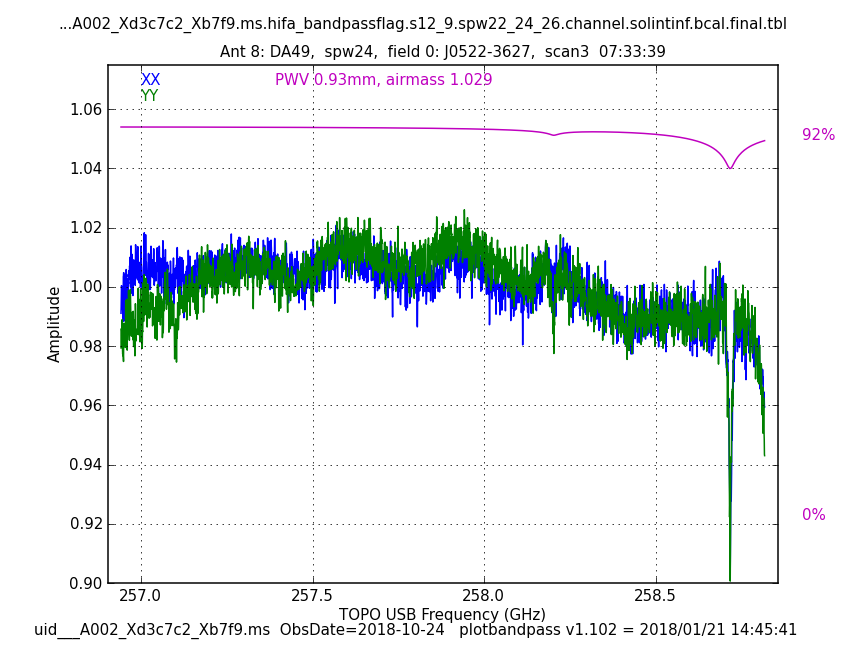 ...A002_Xd3c7c2_Xb7f9.ms.hifa_bandpassflag.s12_9.spw22_24_26.channel.solintinf.bcal.final.tbl
Ant 8: DA49,  spw24,  field 0: J0522-3627,  scan3  07:33:39
XX
PWV 0.93mm, airmass 1.029
YY
1.06
92%
1.04
1.02
1.00
Amplitude
0.98
0.96
0.94
0.92
0%
0.90
257.0
257.5
258.0
258.5
TOPO USB Frequency (GHz)
uid___A002_Xd3c7c2_Xb7f9.ms  ObsDate=2018-10-24   plotbandpass v1.102 = 2018/01/21 14:45:41